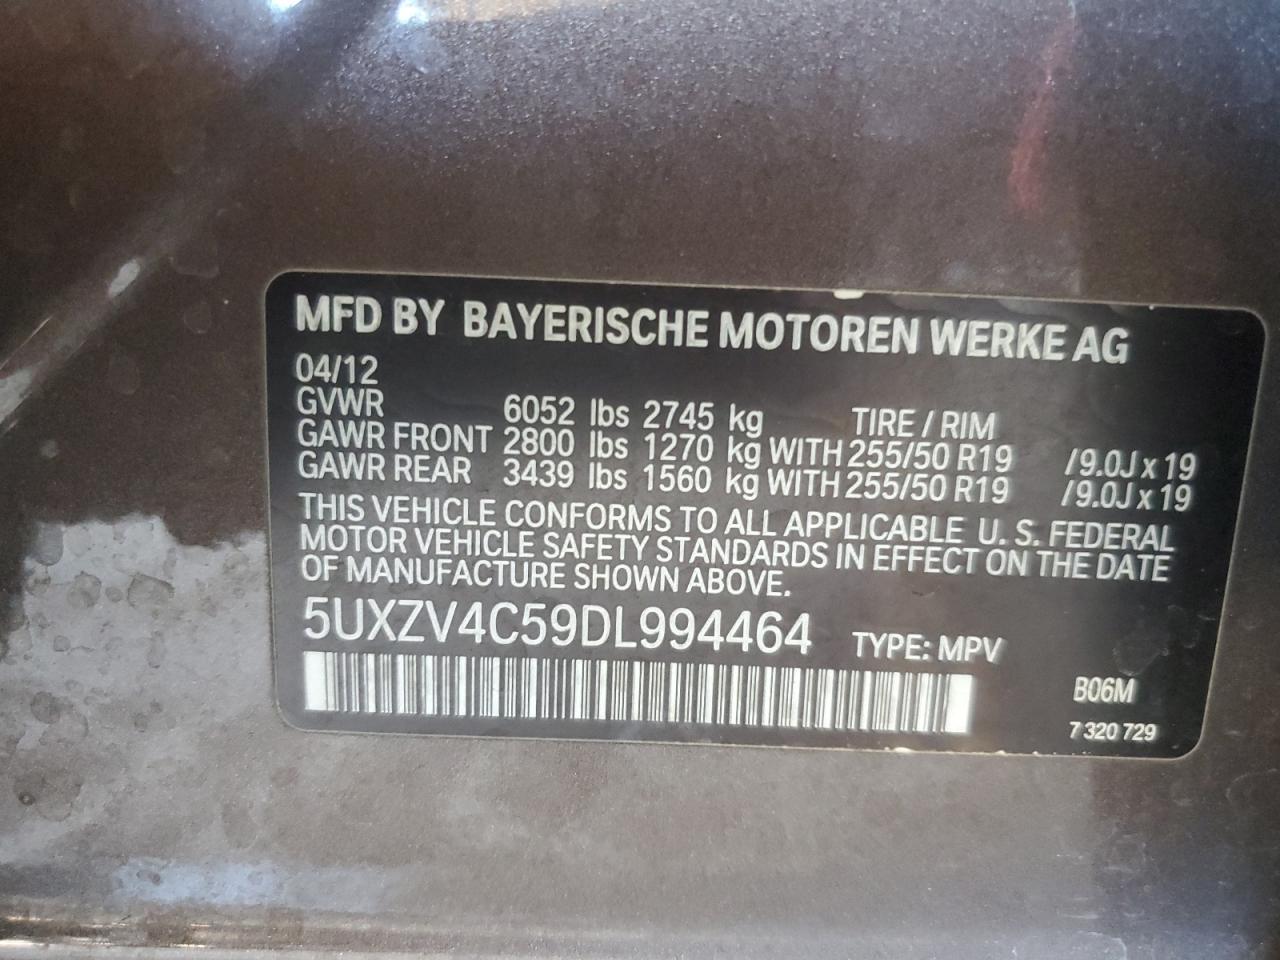 MFD BY BAYERISCHE MOTOREN WERKE AG
04/12
GVWR 6052 lbs 2745 kg TIRE / RIM
GAWR FRONT 2800 lbs 1270 kg WITH 255/50 R19 /9.0J x 19
GAWR REAR 3439 lbs 1560 kg WITH 255/50 R19 /9.0J x 19
THIS VEHICLE CONFORMS TO ALL APPLICABLE U. S. FEDERAL
MOTOR VEHICLE SAFETY STANDARDS IN EFFECT ON THE DATE
OF MANUFACTURE SHOWN ABOVE.
5UXZV4C59DL994464 TYPE: MPV
B06M
7 320 729